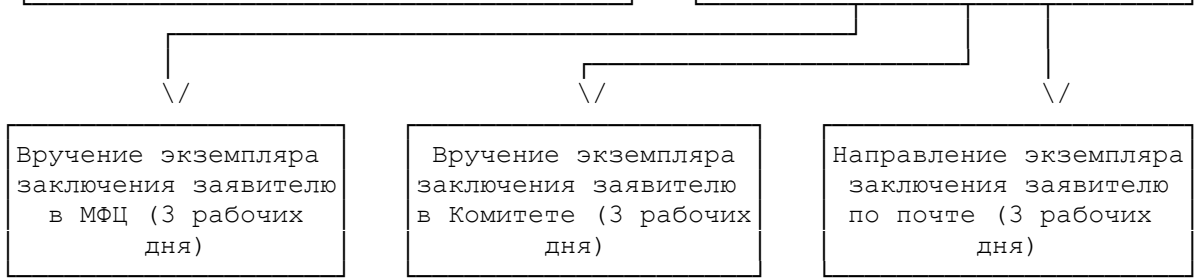 Вручение экземпляра
заключения заявителю
в МФЦ (3 рабочих
дня)
Вручение экземпляра
заключения заявителю
в Комитете (3 рабочих
дня)
Направление экземпляра
заключения заявителю
по почте (3 рабочих
дня)